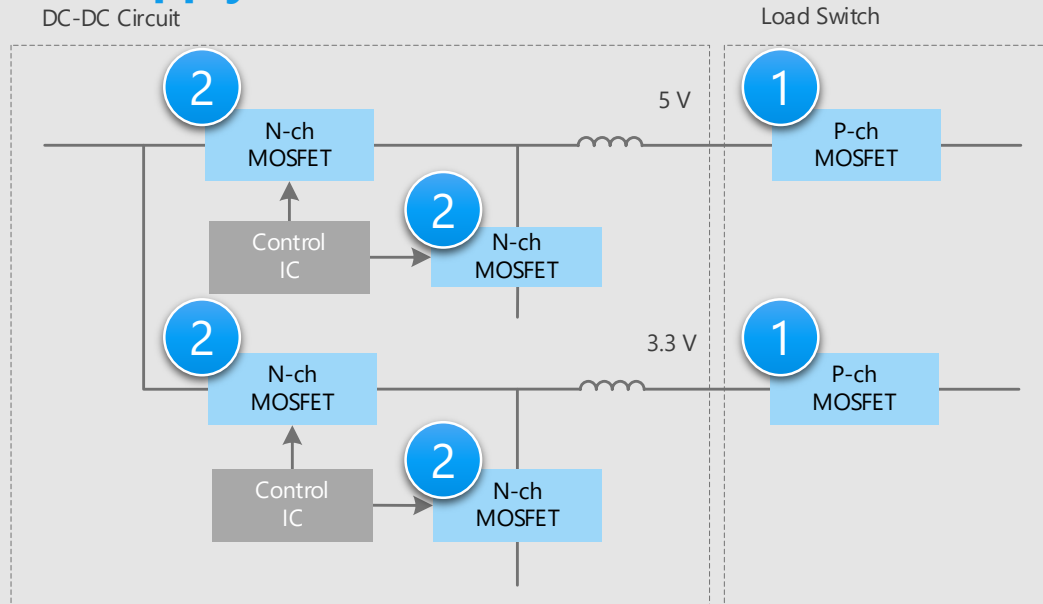 DC-DC Circuit
Load Switch
2
1
5 V
N-ch
MOSFET
P-ch
MOSFET
2
Control
IC
N-ch
MOSFET
2
1
3.3 V
N-ch
MOSFET
P-ch
MOSFET
2
Control
IC
N-ch
MOSFET